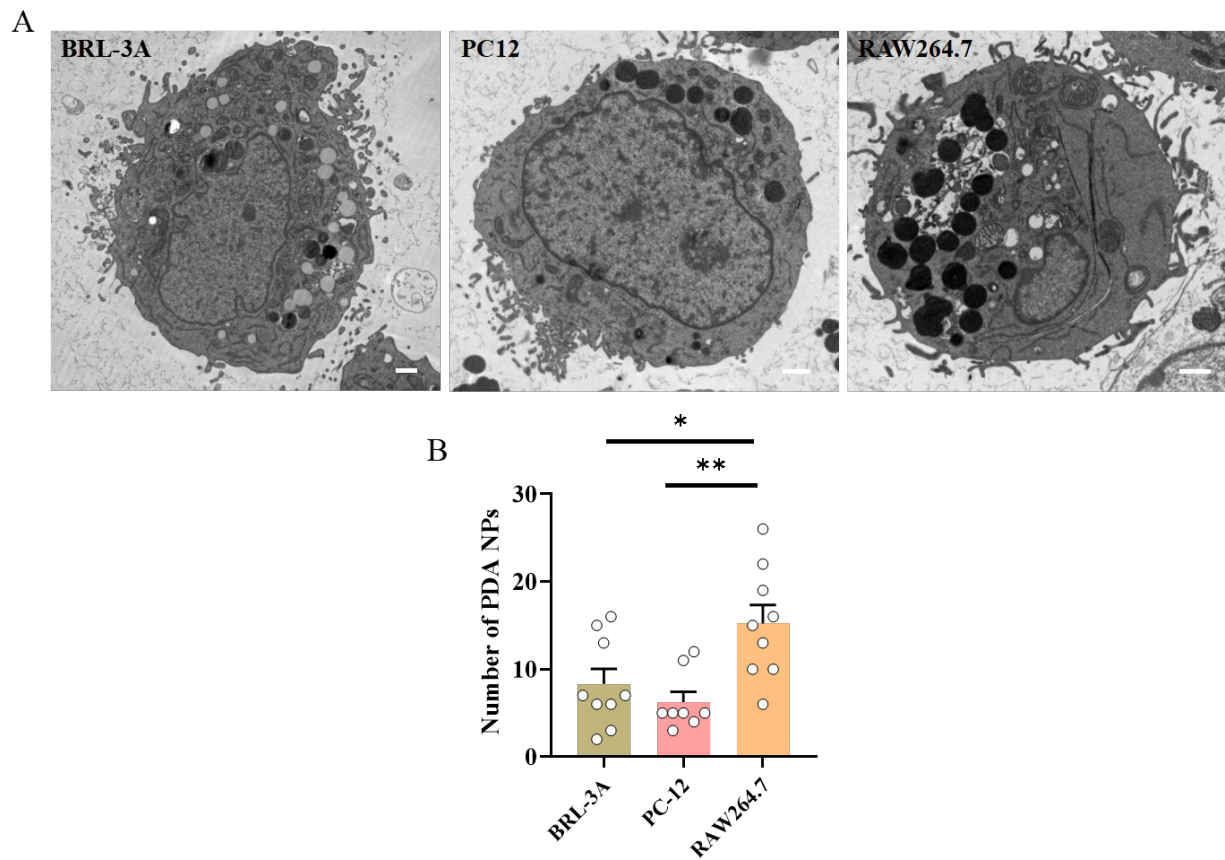 A
BRL-3A
PC12
RAW264.7
B
*
**
Number of PDA NPs
30
20
10
0
BRL-3A
PC-12
RAW264.7